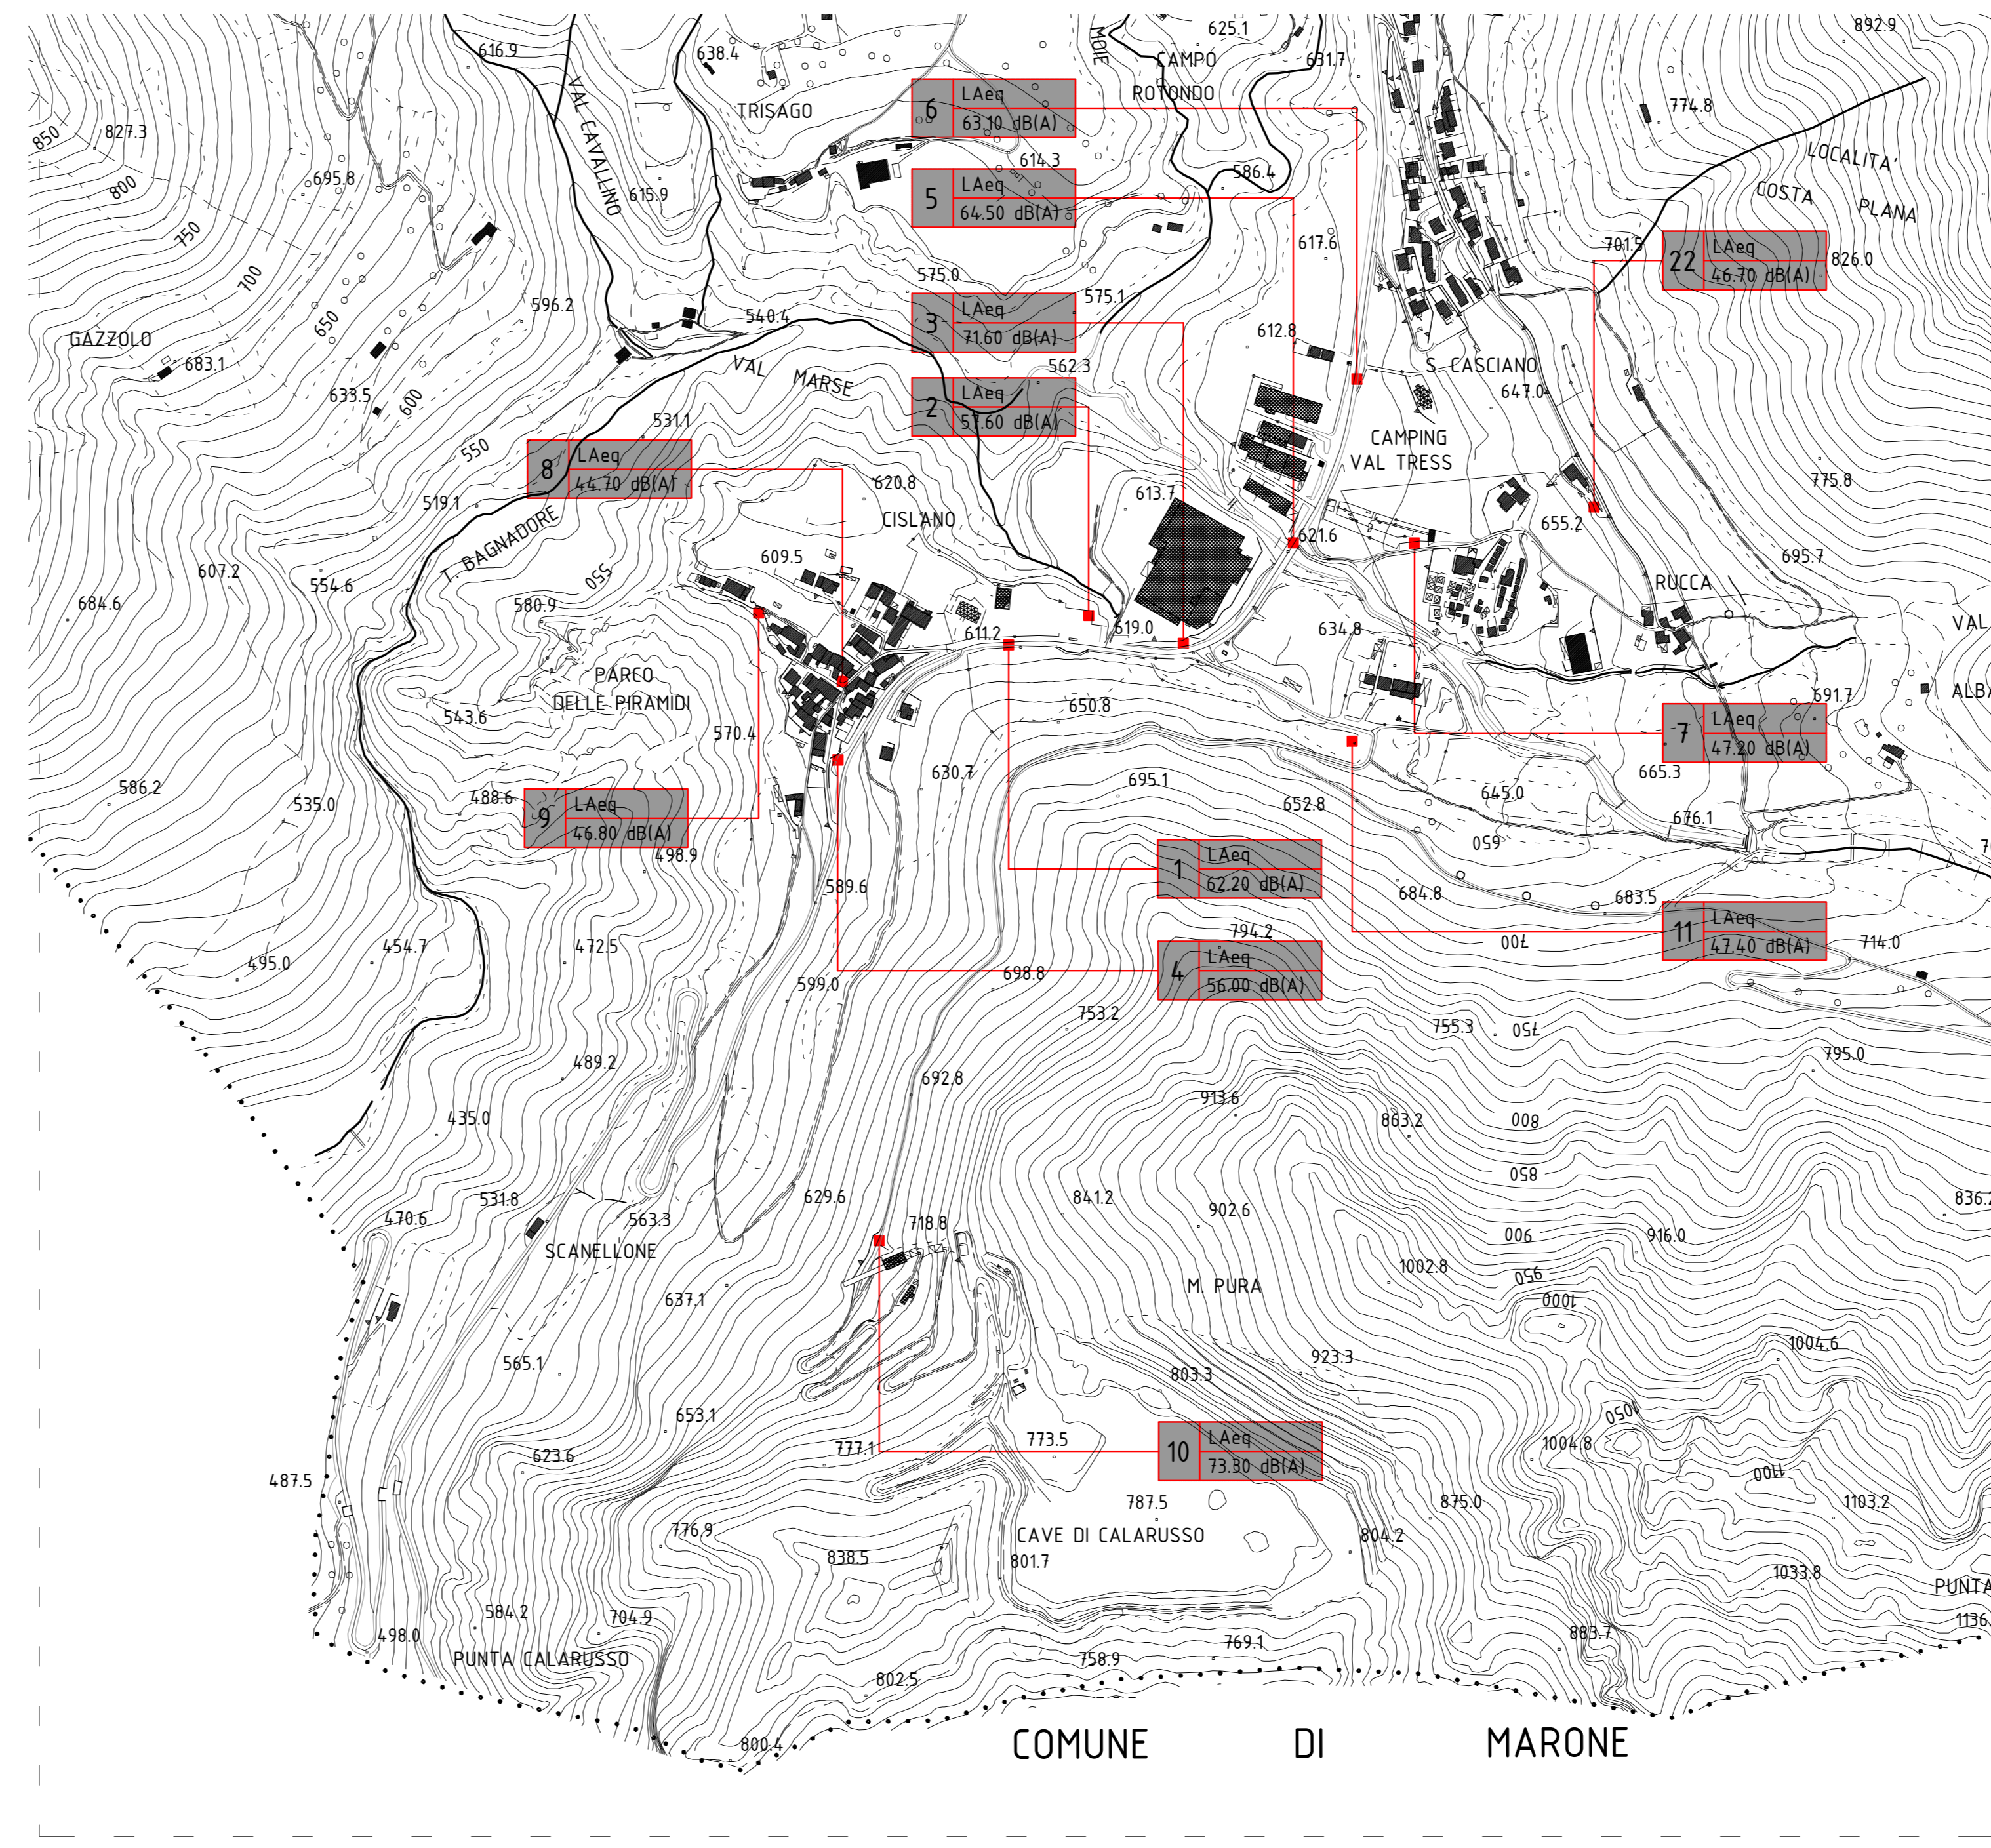 616.9
638.4
MOIE
625.1
631.7
892.9
CAMPO
ROTONDO
VAL CAVALLINO
TRISAGO
6
LAeq
63.10 dB(A)
774.8
850
827.3
LOCALITA'
COSTA
PLANA
800
695.8
615.9
614.3
5
LAeq
64.50 dB(A)
586.4
750
617.6
701.5
22
LAeq
46.70 dB(A)
826.0
700
575.0
596.2
575.1
3
LAeq
71.60 dB(A)
650
540.4
612.8
GAZZOLO
683.1
VAL
MARSE
562.3
S. CASCIANO
633.5
600
2
LAeq
647.0
531.1
550
CAMPING
VAL TRESS
8
LAeq
44.70 dB(A)
620.8
775.8
519.1
CISLANO
613.7
655.2
T. BAGNADORE
621.6
607.2
554.6
550
609.5
695.7
RUCCA
684.6
580.9
611.2
619.0
634.8
VAL
PARCO
DELLE PIRAMIDI
543.6
570.4
650.8
691.7
7
LAeq
47.20 dB(A)
586.2
535.0
488.6
9
LAeq
46.80 dB(A)
498.9
630.7
695.1
652.8
645.0
665.3
676.1
650
1
LAeq
62.20 dB(A)
589.6
684.8
683.5
11
LAeq
47.40 dB(A)
714.0
700
454.7
472.5
495.0
794.2
4
LAeq
56.00 dB(A)
599.0
698.8
753.2
755.3
750
795.0
489.2
692.8
435.0
913.6
863.2
800
850
531.8
629.6
841.2
902.6
470.6
563.3
718.8
900
916.0
SCANELLONE
1002.8
950
637.1
M. PURA
1000
565.1
803.3
923.3
1004.6
653.1
1050
623.6
777.1
773.5
10
LAeq
73.30 dB(A)
1004.8
1100
487.5
787.5
875.0
1103.2
776.9
CAVE DI CALARUSSO
804.2
838.5
801.7
1033.8
584.2
704.9
498.0
PUNTA CALARUSSO
769.1
883.7
PUNTA
758.9
802.5
COMUNE DI MARONE
800.4